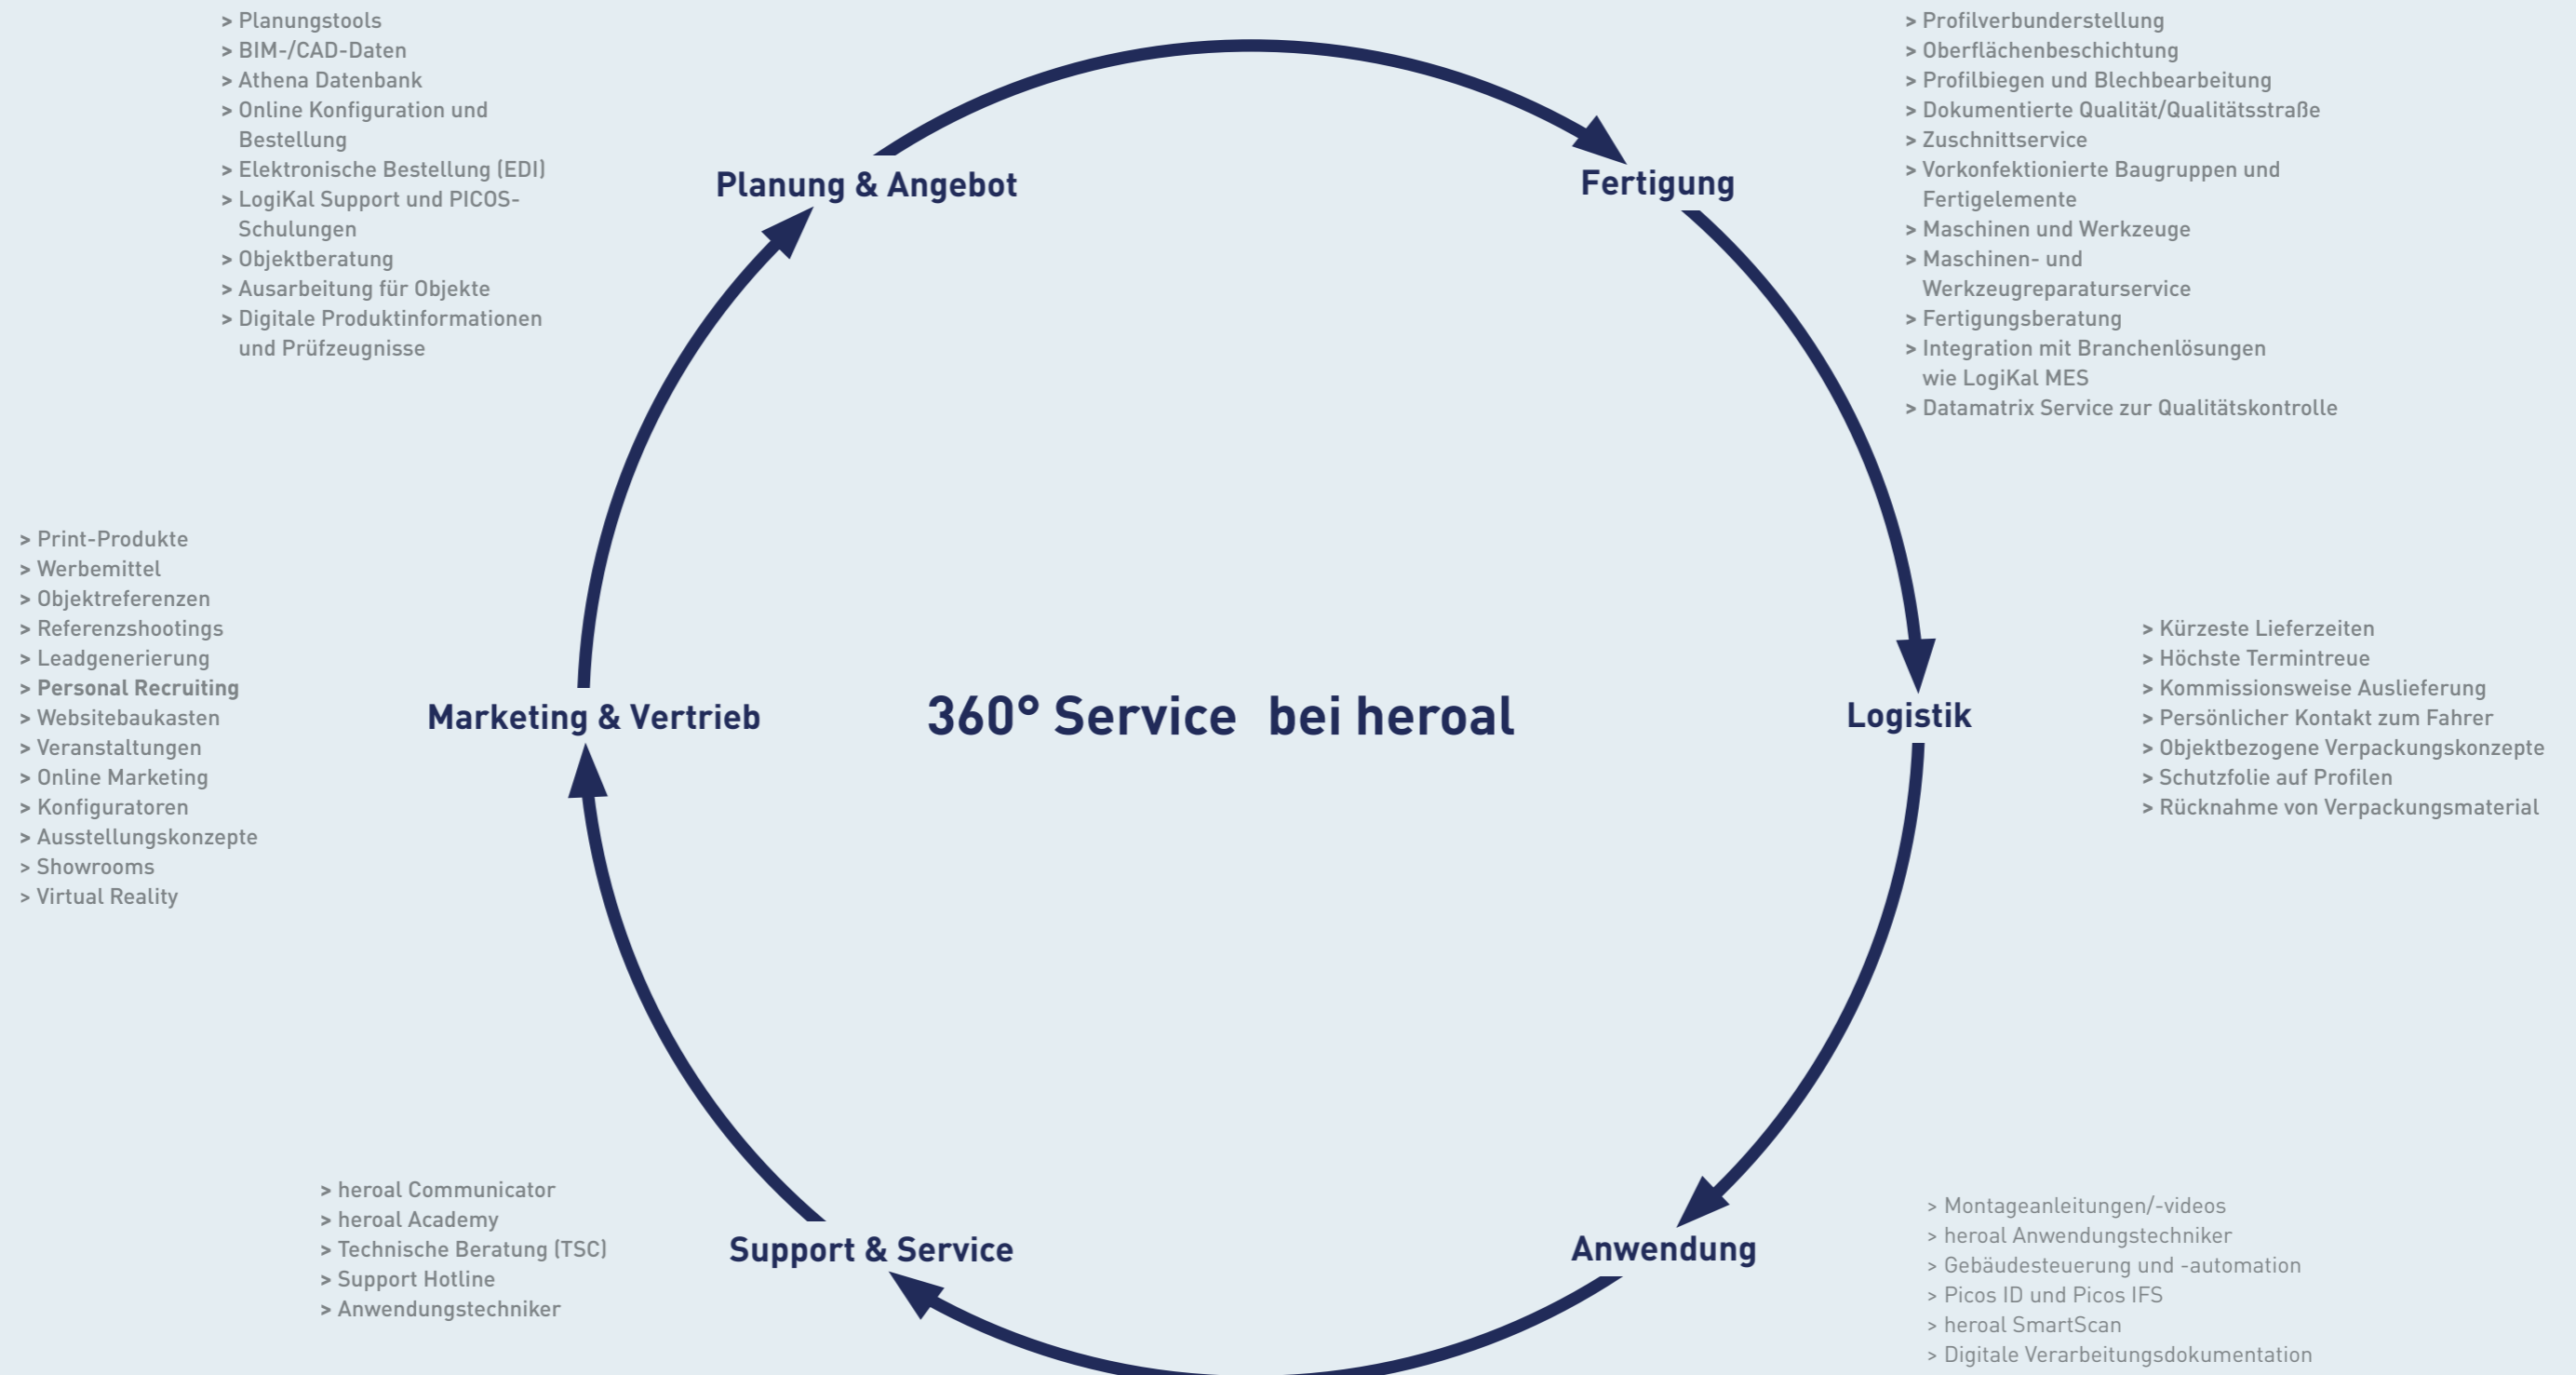 > Planungstools
> BIM-/CAD-Daten
> Athena Datenbank
> Online Konfiguration und
Bestellung
> Elektronische Bestellung (EDI)
> LogiKal Support und PICOS-
Schulungen
> Objektberatung
> Ausarbeitung für Objekte
> Digitale Produktinformationen
und Prüfzeugnisse
Planung & Angebot
Fertigung
> Profilverbunderstellung
> Oberflächenbeschichtung
> Profilbiegen und Blechbearbeitung
> Dokumentierte Qualität/Qualitätsstraße
> Zuschnittservice
> Vorkonfektionierte Baugruppen und
Fertigelemente
> Maschinen und Werkzeuge
> Maschinen- und
Werkzeugreparaturservice
> Fertigungsberatung
> Integration mit Branchenlösungen
wie LogiKal MES
> Datamatrix Service zur Qualitätskontrolle
> Print-Produkte
> Werbemittel
> Objektreferenzen
> Referenzshootings
> Leadgenerierung
> Personal Recruiting
> Websitebaukasten
> Veranstaltungen
> Online Marketing
> Konfiguratoren
> Ausstellungskonzepte
> Showrooms
> Virtual Reality
Marketing & Vertrieb
360° Service bei heroal
Logistik
> Kürzeste Lieferzeiten
> Höchste Termintreue
> Kommissionsweise Auslieferung
> Persönlicher Kontakt zum Fahrer
> Objektbezogene Verpackungskonzepte
> Schutzfolie auf Profilen
> Rücknahme von Verpackungsmaterial
> heroal Communicator
> heroal Academy
> Technische Beratung (TSC)
> Support Hotline
> Anwendungstechniker
Support & Service
Anwendung
> Montageanleitungen/-videos
> heroal Anwendungstechniker
> Gebäudesteuerung und -automation
> Picos ID und Picos IFS
> heroal SmartScan
> Digitale Verarbeitungsdokumentation